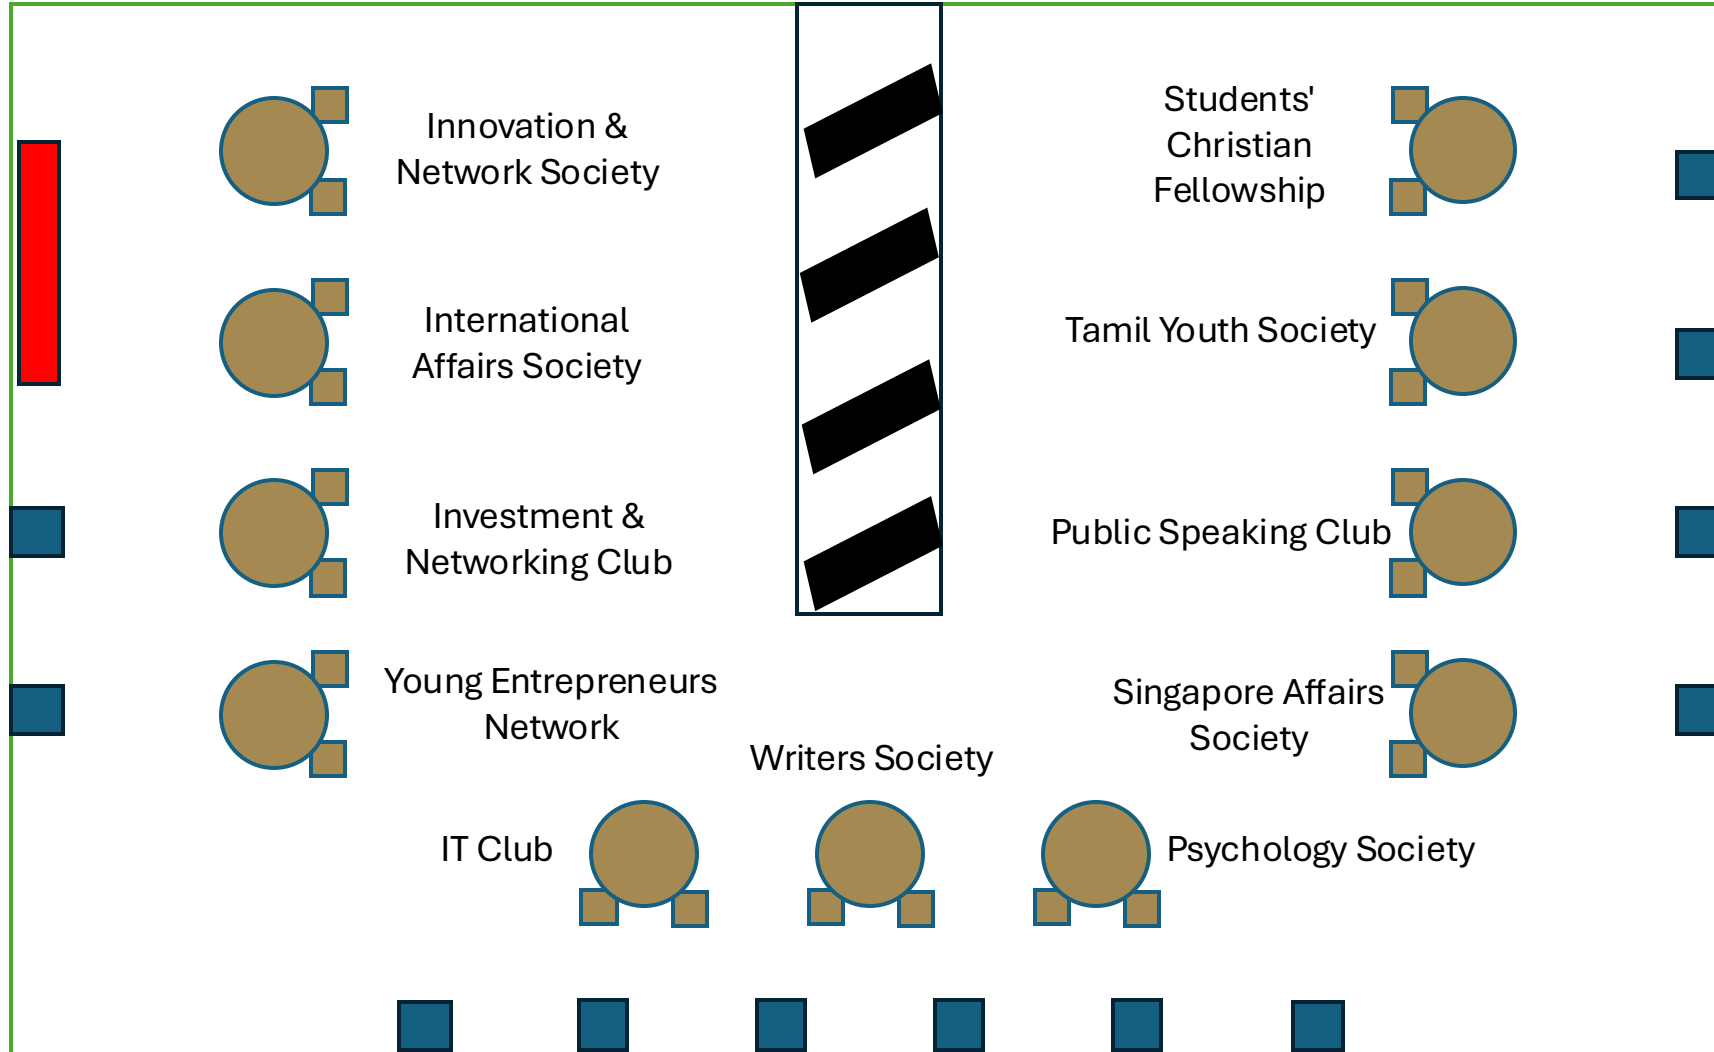 Innovation &
Network Society
International
Affairs Society
Investment &
Networking Club
Young Entrepreneurs
Network
Students'
Christian
Fellowship
Tamil Youth Society
Public Speaking Club
Singapore Affairs
Society
Writers Society
IT Club
Psychology Society